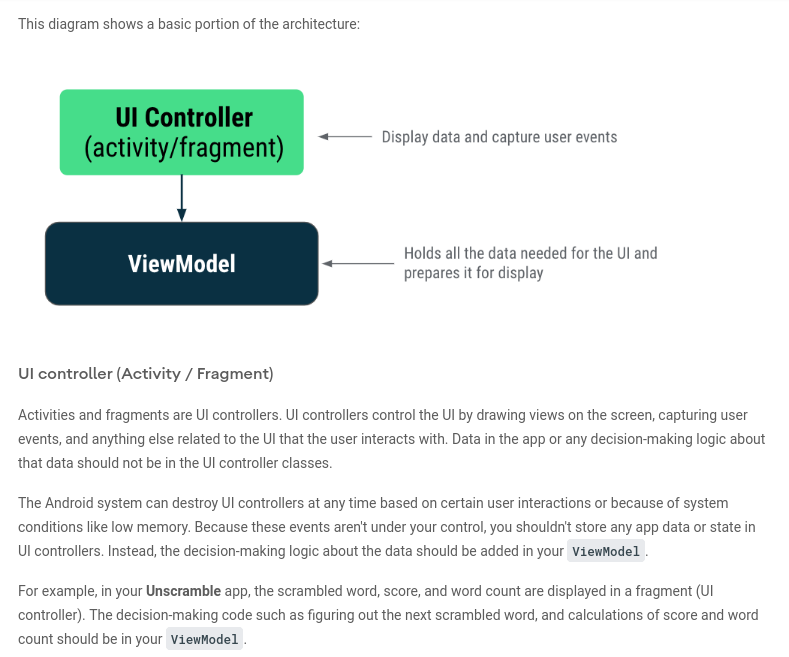 This diagram shows a basic portion of the architecture:
UI Controller
(activity/fragment)
Display data and capture user events
ViewModel
Holds all the data needed for the UI and
prepares it for display
UI controller (Activity / Fragment)
Activities and fragments are UI controllers. UI controllers control the UI by drawing views on the screen, capturing user
events, and anything else related to the UI that the user interacts with. Data in the app or any decision-making logic about
that data should not be in the UI controller classes.
The Android system can destroy UI controllers at any time based on certain user interactions or because of system
conditions like low memory. Because these events aren't under your control, you shouldn't store any app data or state in
UI controllers. Instead, the decision-making logic about the data should be added in your ViewModel.
For example, in your Unscramble app, the scrambled word, score, and word count are displayed in a fragment (UI
controller). The decision-making code such as figuring out the next scrambled word, and calculations of score and word
count should be in your ViewModel.